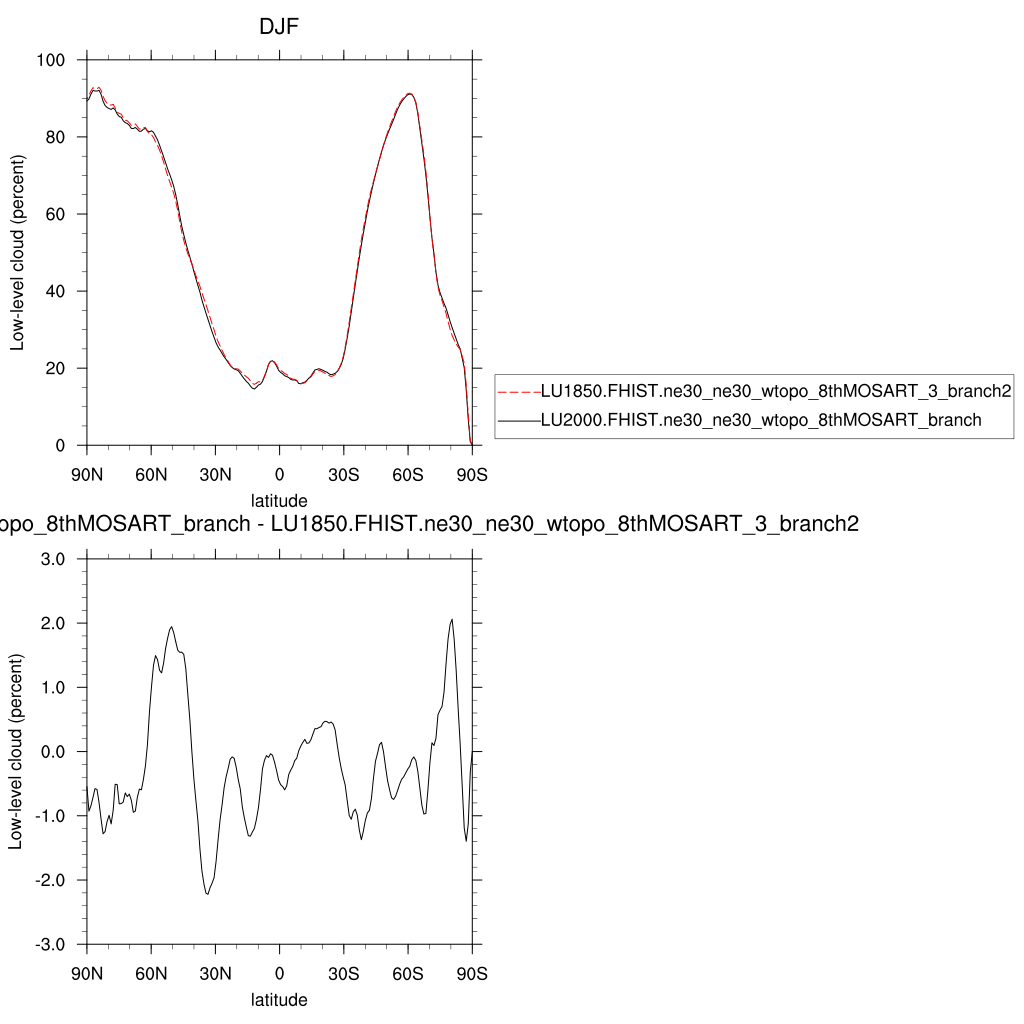 DJF
100
80
60
40
20
0
Low-level cloud (percent)
90N 60N 30N 0 30S 60S 90S
latitude
LU1850.FHIST.ne30_ne30_wtopo_8thMOSART_3_branch2
LU2000.FHIST.ne30_ne30_wtopo_8thMOSART_branch
opo_8thMOSART_branch - LU1850.FHIST.ne30_ne30_wtopo_8thMOSART_3_branch2
3.0
2.0
1.0
0.0
-1.0
-2.0
-3.0
Low-level cloud (percent)
90N 60N 30N 0 30S 60S 90S
latitude